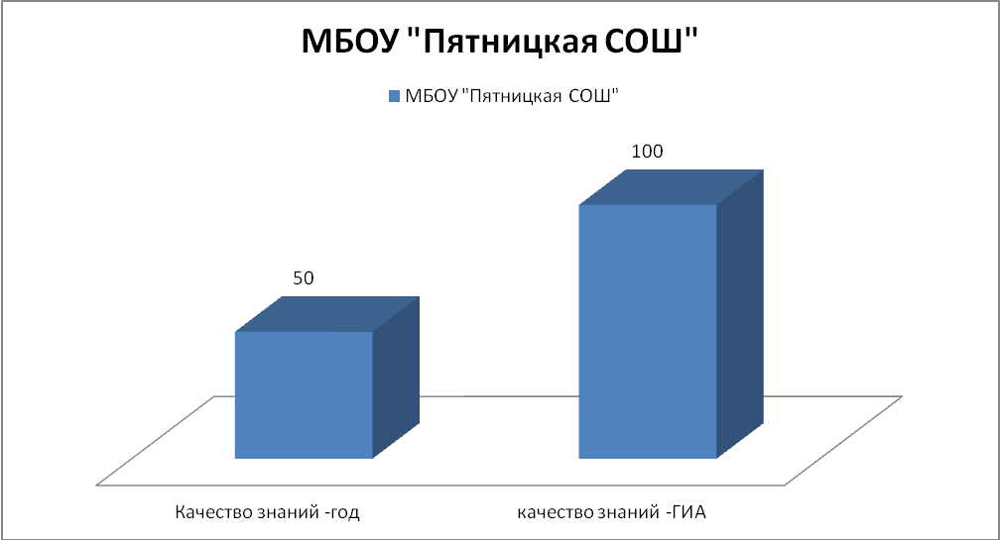 МБОУ "Пятницкая СОШ"
МБОУ "Пятницкая СОШ"
100
50
Качество знаний -год
качество знаний -ГИА